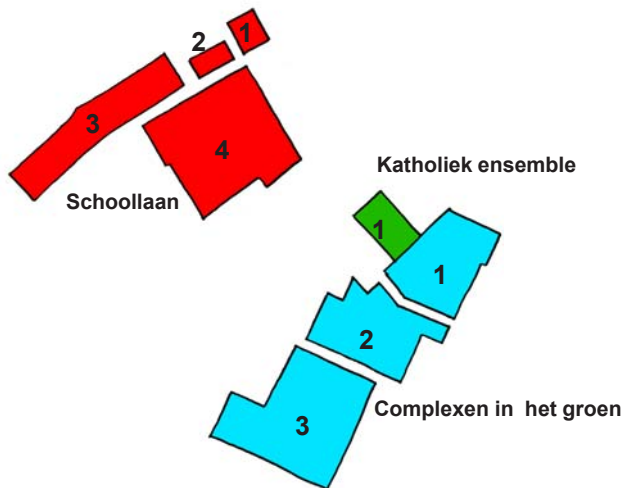 1
2
3
4
Schoollaan
Katholiek ensemble
1
1
2
3
Complexen in het groen